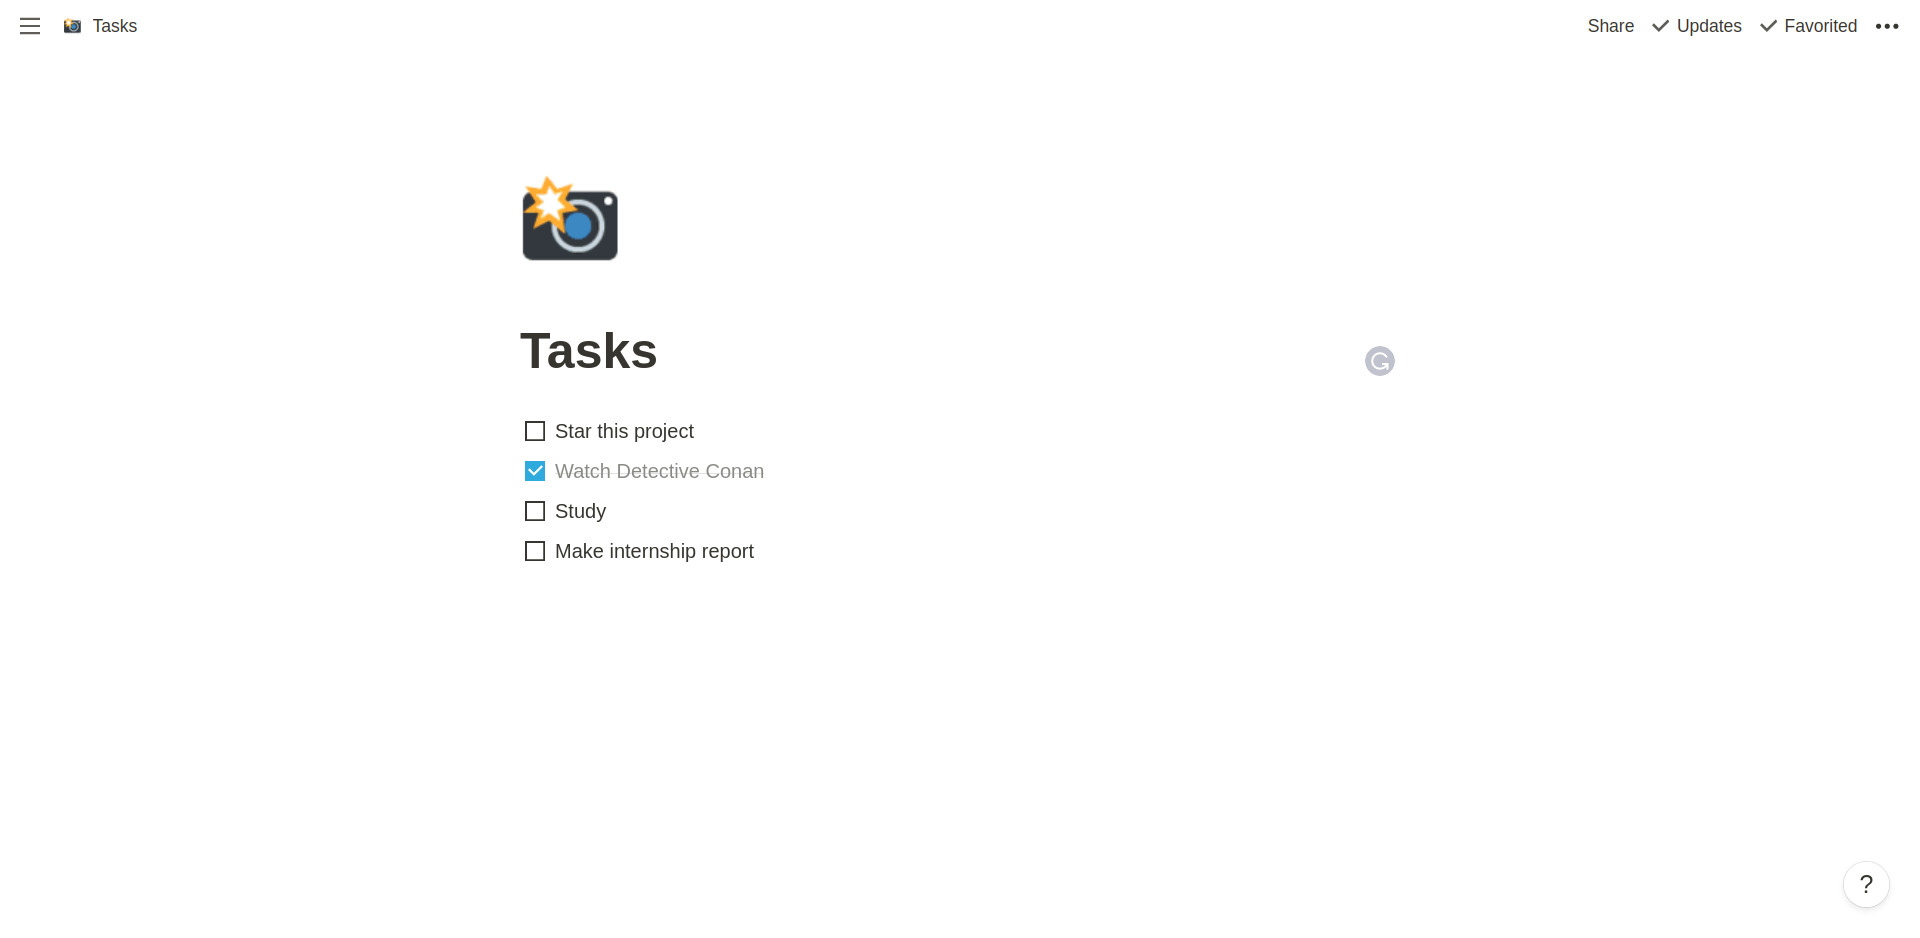 Tasks
Share
Updates
Favorited
Tasks
Star this project
Watch Detective Conan
Study
Make internship report
?